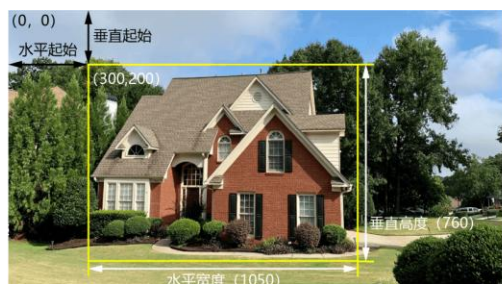 (0，0)
垂直起始
水平起始
(300,200)
垂直高度（760）
水平宽度（1050）